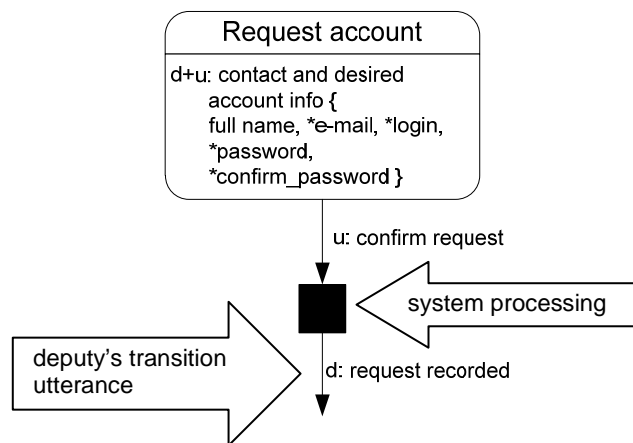 Request account
d+u: contact and desired
account info {
full name, *e-mail, *login,
*password,
*confirm_password }
u: confirm request
system processing
deputy's transition
utterance
d: request recorded